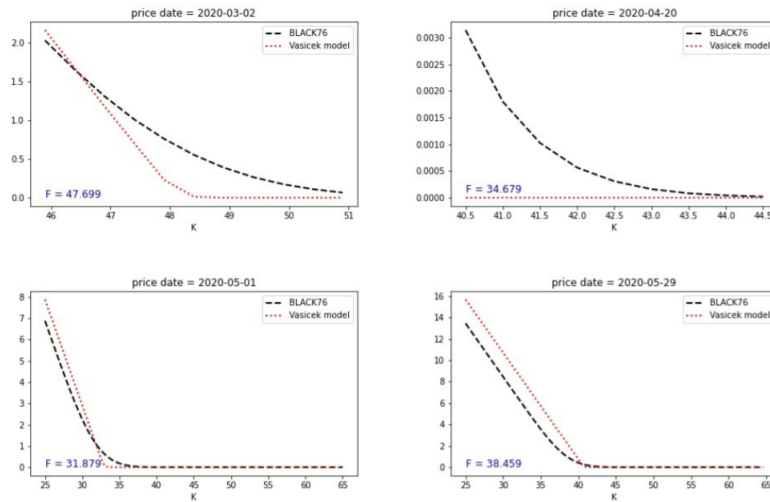 price date = 2020-03-02
BLACK76
Vasicek model
2.0
1.5
1.0
0.5
0.0
F = 47.699
46 47 48 49 50 51
K
price date = 2020-04-20
BLACK76
Vasicek model
0.0030
0.0025
0.0020
0.0015
0.0010
0.0005
0.0000
F = 34.679
40.5 41.0 41.5 42.0 42.5 43.0 43.5 44.0 44.5
K
price date = 2020-05-01
BLACK76
Vasicek model
8
7
6
5
4
3
2
1
0
F = 31.879
25 30 35 40 45 50 55 60 65
K
price date = 2020-05-29
BLACK76
Vasicek model
16
14
12
10
8
6
4
2
0
F = 38.459
25 30 35 40 45 50 55 60 65
K